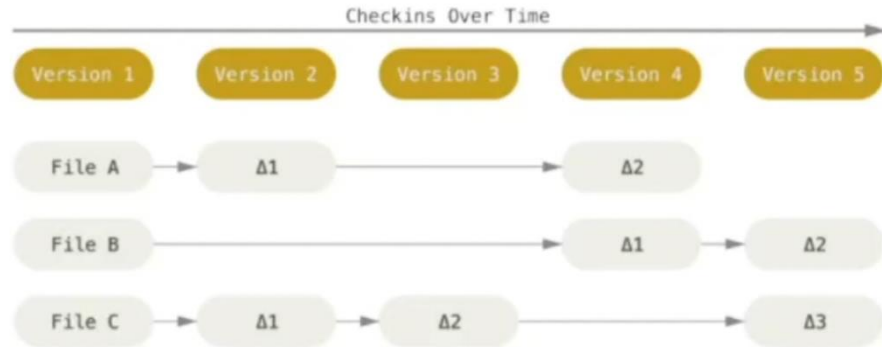 Checkins Over Time
Version 1 Version 2 Version 3 Version 4 Version 5
File A Δ1 Δ2
File B Δ1 Δ2
File C Δ1 Δ2 Δ3